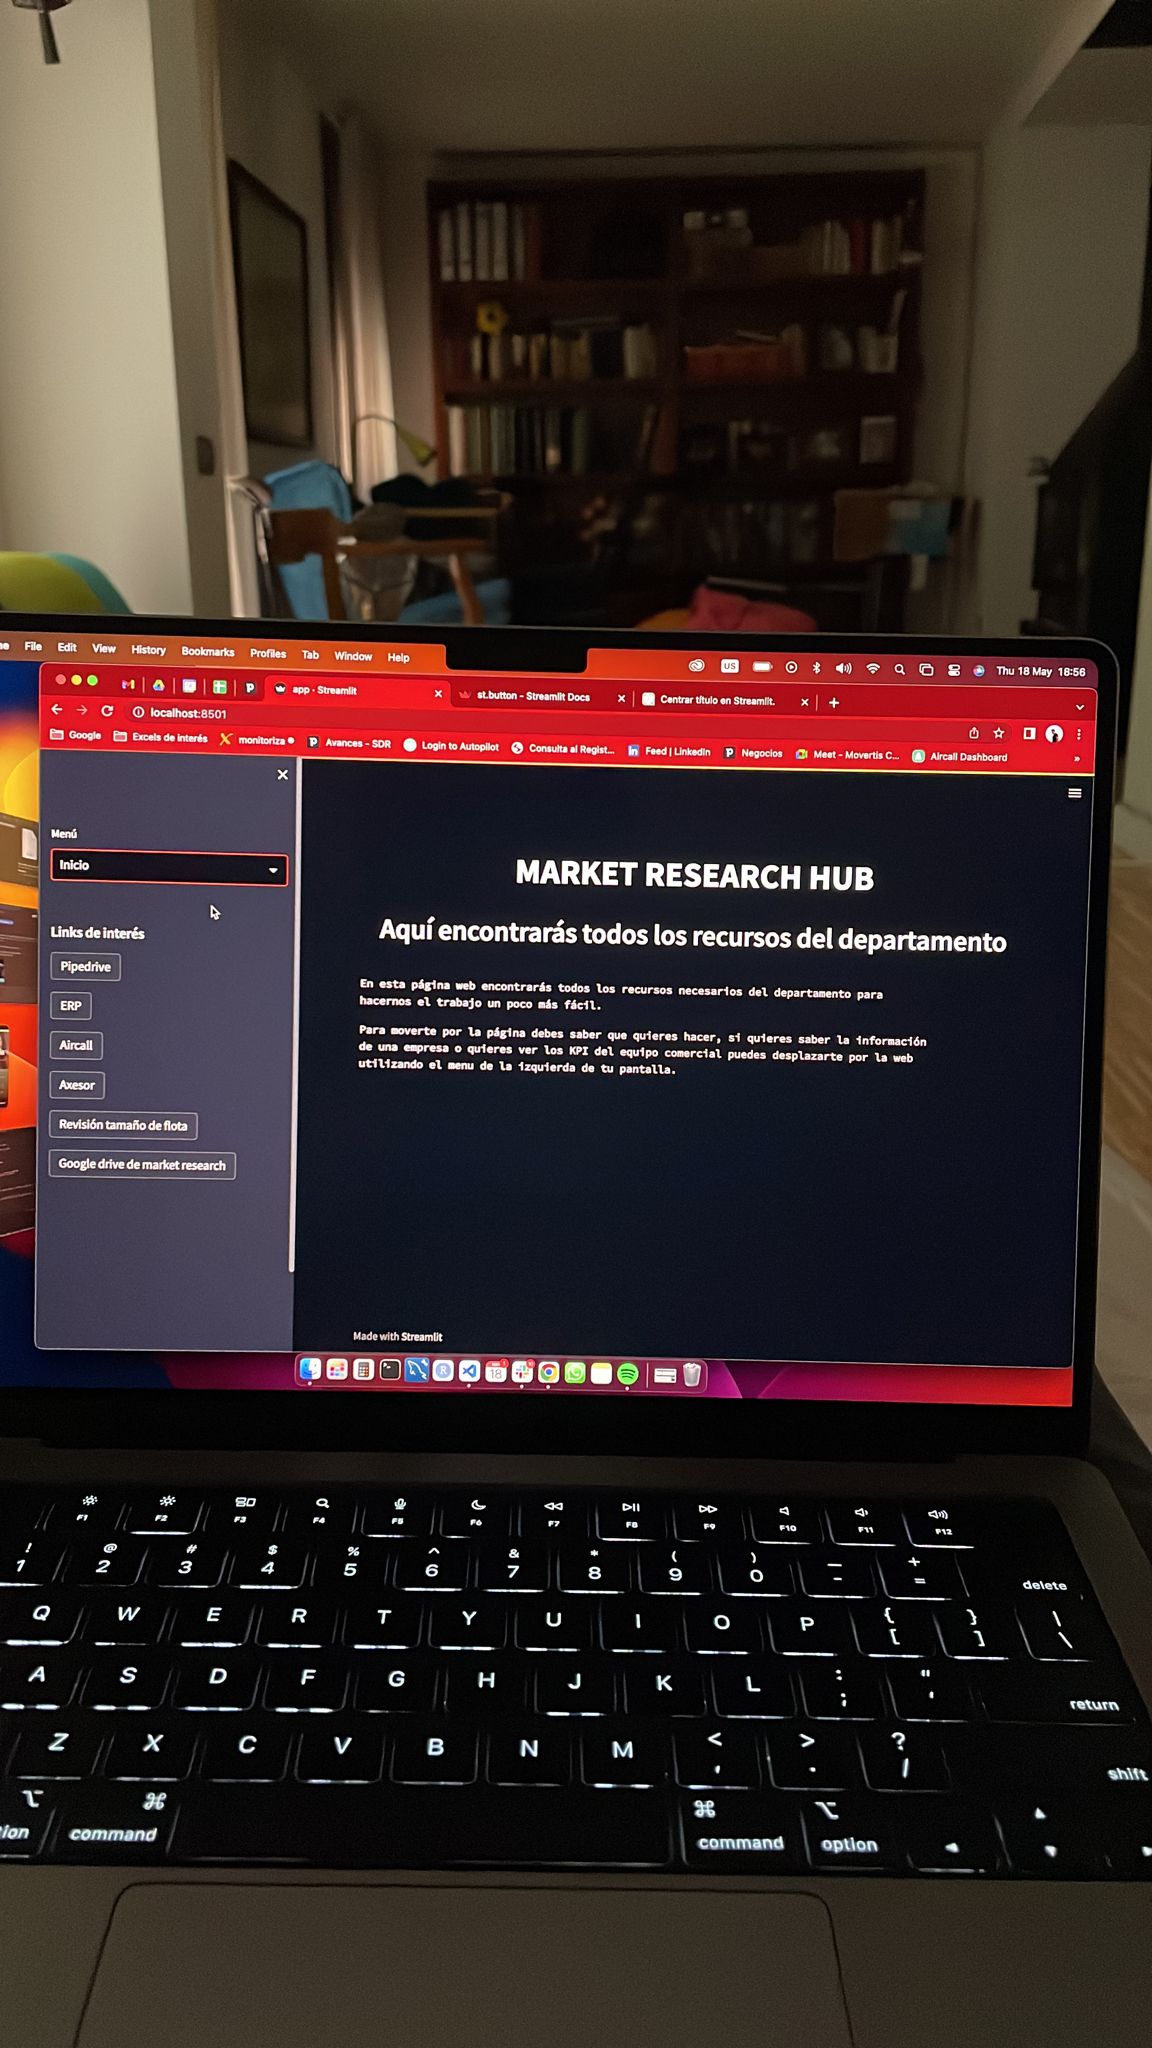 File Edit View History Bookmarks Profiles Tab Window Help US Thu 18 May 18:56
app · Streamlit st.button - Streamlit Docs Centrar título en Streamlit.
localhost:8501
Google Excels de interés monitoriza Avances - SDR Login to Autopilot Consulta al Regist... Feed | LinkedIn Negocios Meet - Movertis C... Aircall Dashboard »
Menú
Inicio
Links de interés
Pipedrive
ERP
Aircall
Axesor
Revisión tamaño de flota
Google drive de market research
MARKET RESEARCH HUB
Aquí encontrarás todos los recursos del departamento
En esta página web encontrarás todos los recursos necesarios del departamento para
hacernos el trabajo un poco más fácil.
Para moverte por la página debes saber que quieres hacer, si quieres saber la información
de una empresa o quieres ver los KPI del equipo comercial puedes desplazarte por la web
utilizando el menu de la izquierda de tu pantalla.
Made with Streamlit
18
F1 F2 F3 F4 F5 F6 F7 F8 F9 F10 F11 F12
! @ # $ % ^ & * ( ) — +
1 2 3 4 5 6 7 8 9 0 - = delete
Q W E R T Y U I O P { [ } ] | \
A S D F G H J K L : ; " ' return
Z X C V B N M < , > . ? / shift
command command option